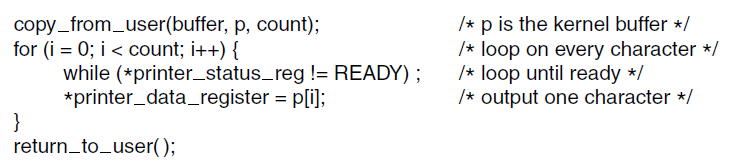 copy_from_user(buffer, p, count); /* p is the kernel buffer */
for (i = 0; i < count; i++) { /* loop on every character */
while (*printer_status_reg != READY) ; /* loop until ready */
*printer_data_register = p[i]; /* output one character */
}
return_to_user( );